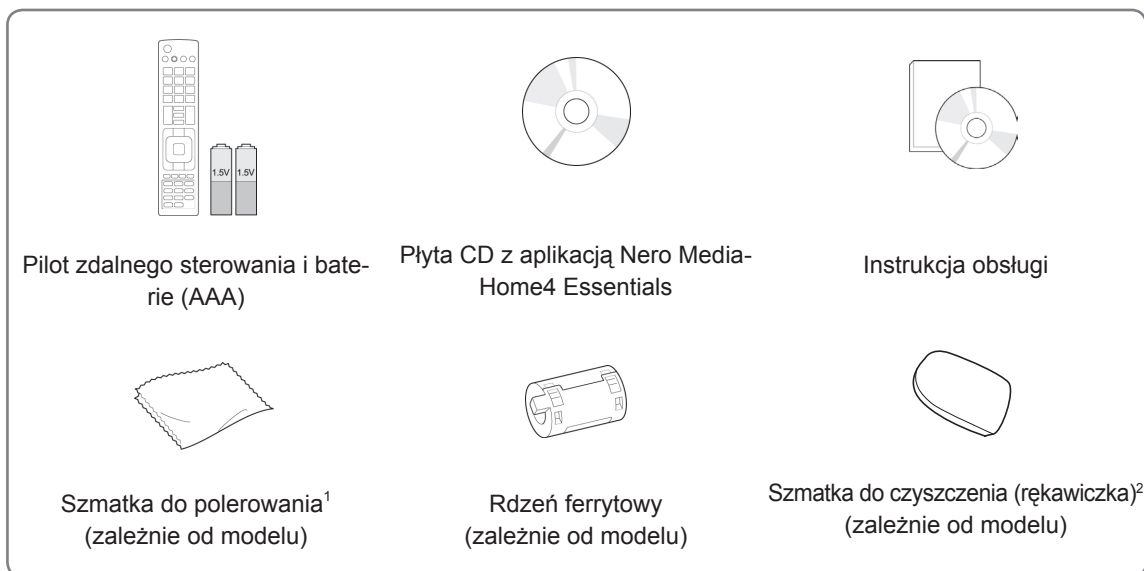 1.5V 1.5V
Pilot zdalnego sterowania i bate-
rie (AAA)
Płyta CD z aplikacją Nero Media-
Home4 Essentials
Instrukcja obsługi
Szmatka do polerowania¹
(zależnie od modelu)
Rdzeń ferrytowy
(zależnie od modelu)
Szmatka do czyszczenia (rękawiczka)²
(zależnie od modelu)